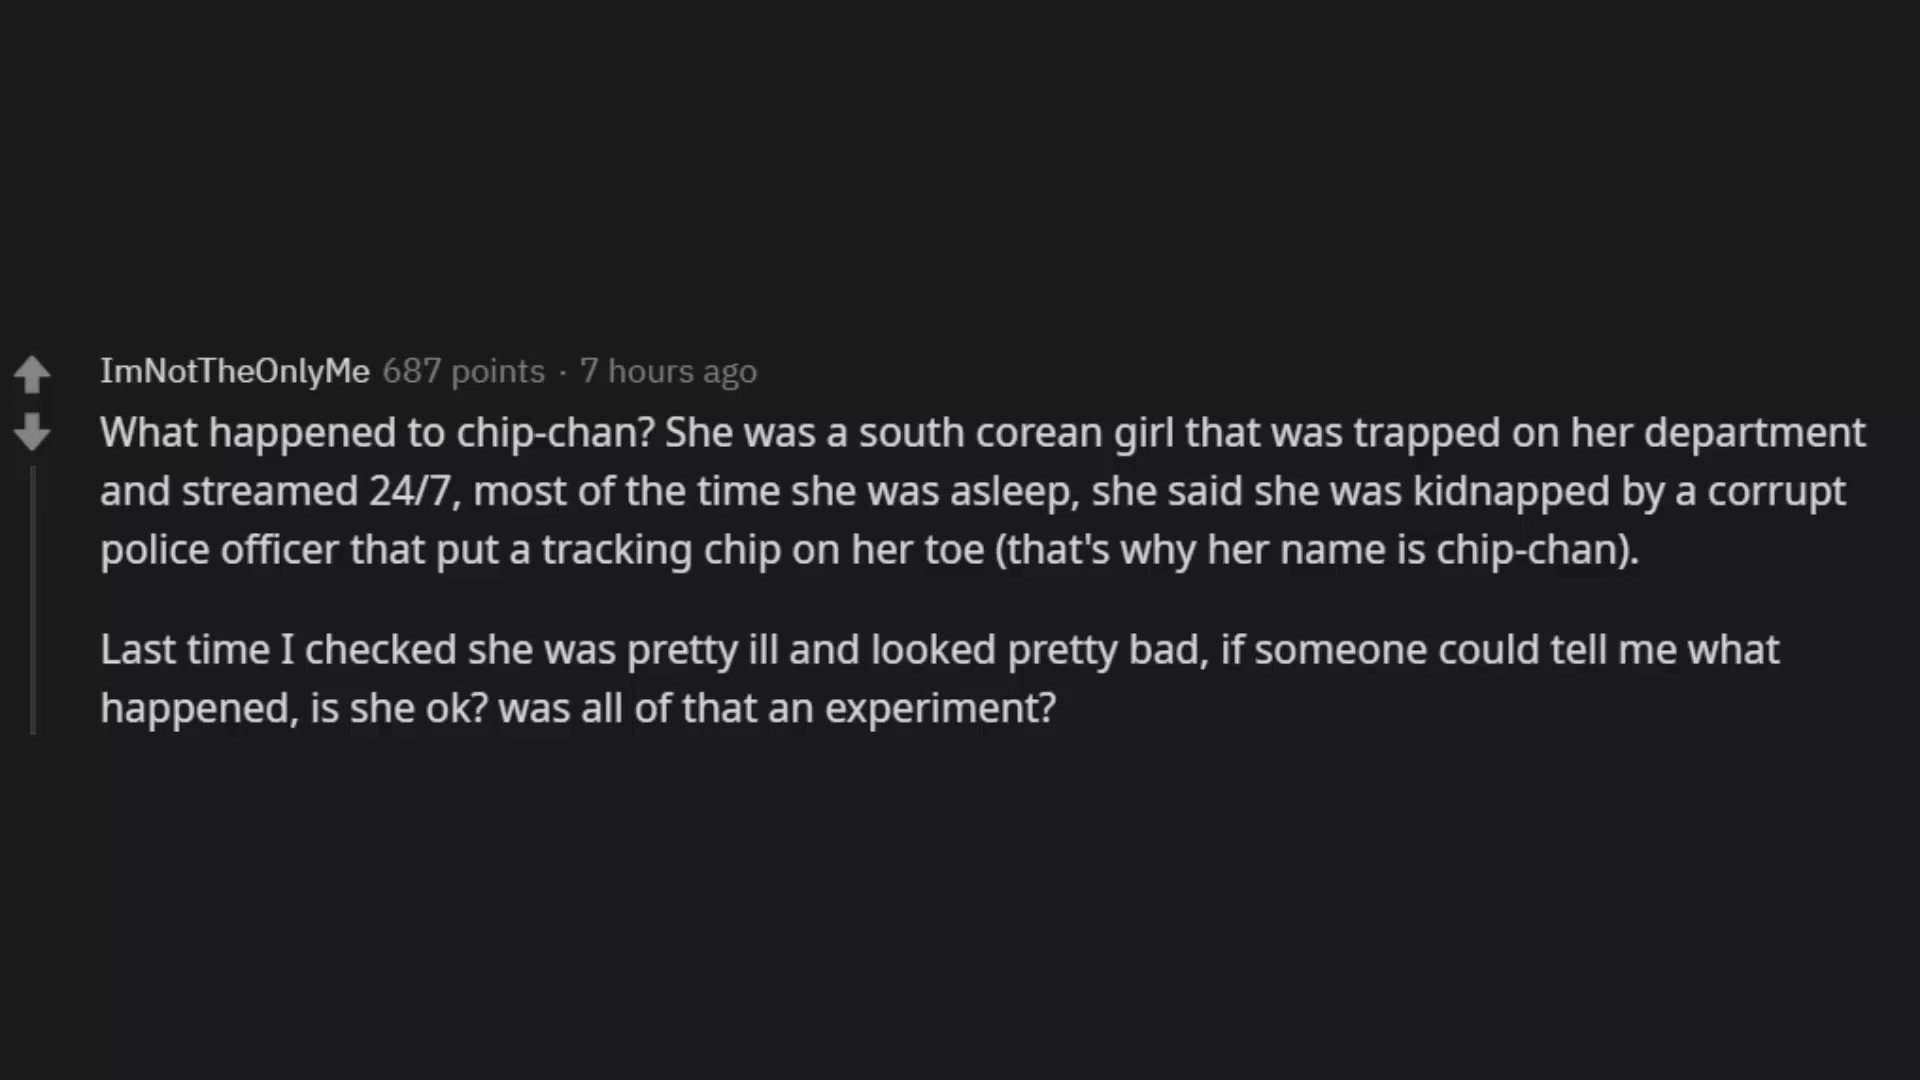 ImNotTheOnlyMe 687 points · 7 hours ago
What happened to chip-chan? She was a south corean girl that was trapped on her department
and streamed 24/7, most of the time she was asleep, she said she was kidnapped by a corrupt
police officer that put a tracking chip on her toe (that's why her name is chip-chan).
Last time I checked she was pretty ill and looked pretty bad, if someone could tell me what
happened, is she ok? was all of that an experiment?